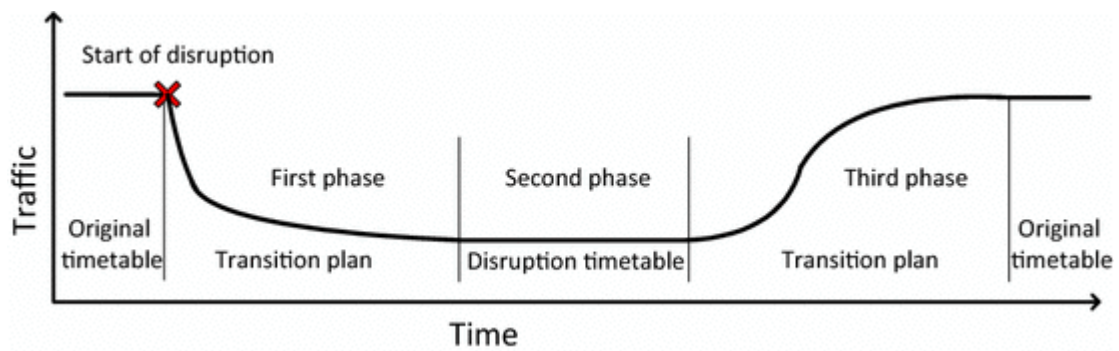 Start of disruption
Traffic
First phase
Second phase
Third phase
Original
timetable
Transition plan
Disruption timetable
Transition plan
Original
timetable
Time